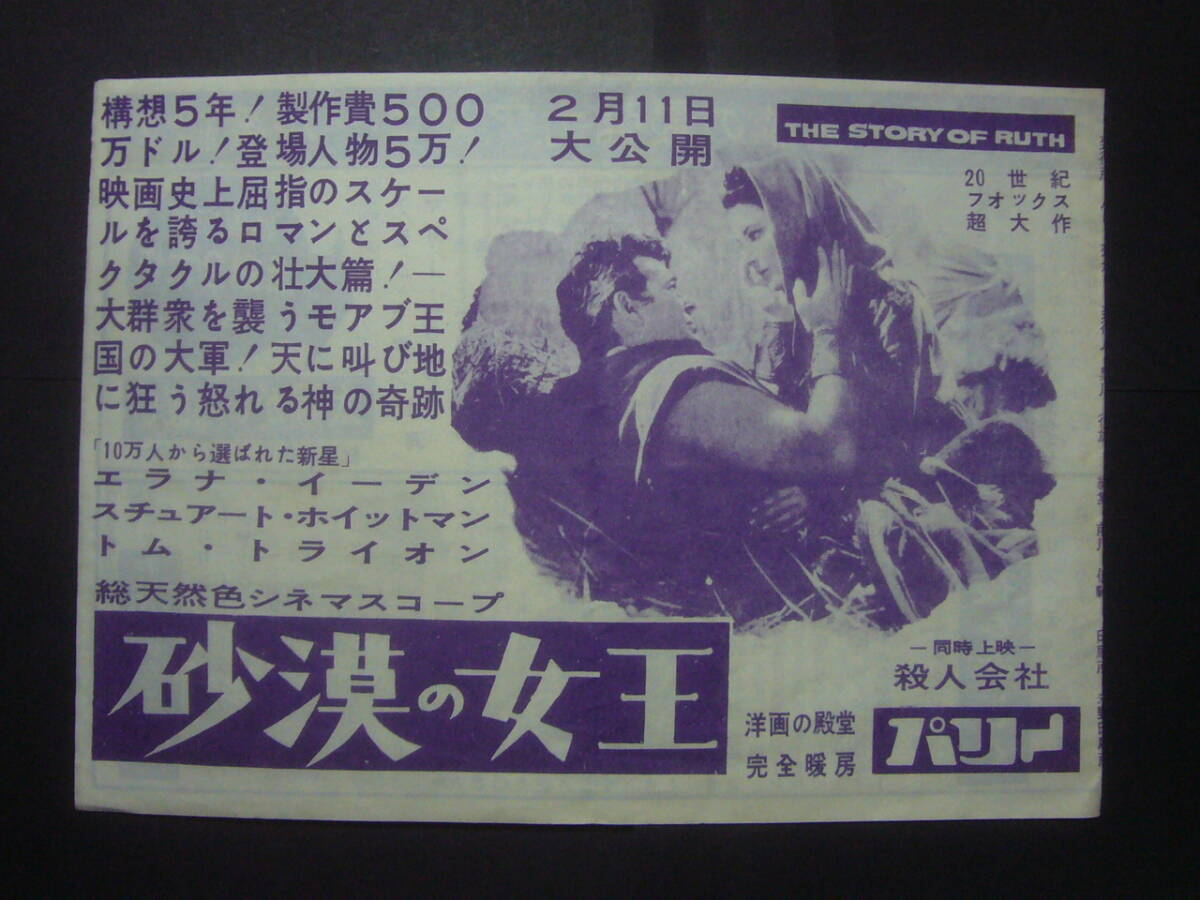 構想5年!製作費500
万ドル!登場人物5万!
映画史上屈指のスケー
ルを誇るロマンとスペ
クタクルの壮大篇!—
大群衆を襲うモアブ王
国の大軍!天に叫び地
に狂う怒れる神の奇跡
2月11日
大公開
THE STORY OF RUTH
20世紀
フォックス
超大作
「10万人から選ばれた新星」
エラナ・イーデン
スチュアート・ホイットマン
トム・トライオン
総天然色シネマスコープ
砂漠の女王
—同時上映—
殺人会社
洋画の殿堂
完全暖房
パリー